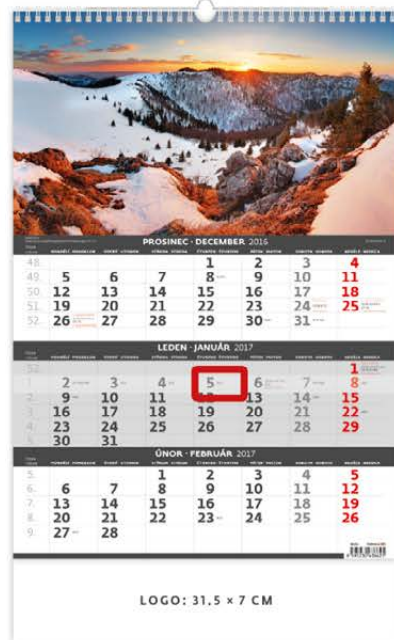 PROSINEC · DECEMBER 2016
1 2 3 4
48.
49. 5 6 7 8 9 10 11
50. 12 13 14 15 16 17 18
51. 19 20 21 22 23 24 25
52. 26 27 28 29 30 31
LEDEN · JANUÁR 2017
52. 1
1. 2 3 4 5 6 7 8
2. 9 10 11 12 13 14 15
3. 16 17 18 19 20 21 22
4. 23 24 25 26 27 28 29
5. 30 31
ÚNOR · FEBRUÁR 2017
5. 1 2 3 4 5
6. 6 7 8 9 10 11 12
7. 13 14 15 16 17 18 19
8. 20 21 22 23 24 25 26
9. 27 28
LOGO: 31,5 × 7 CM